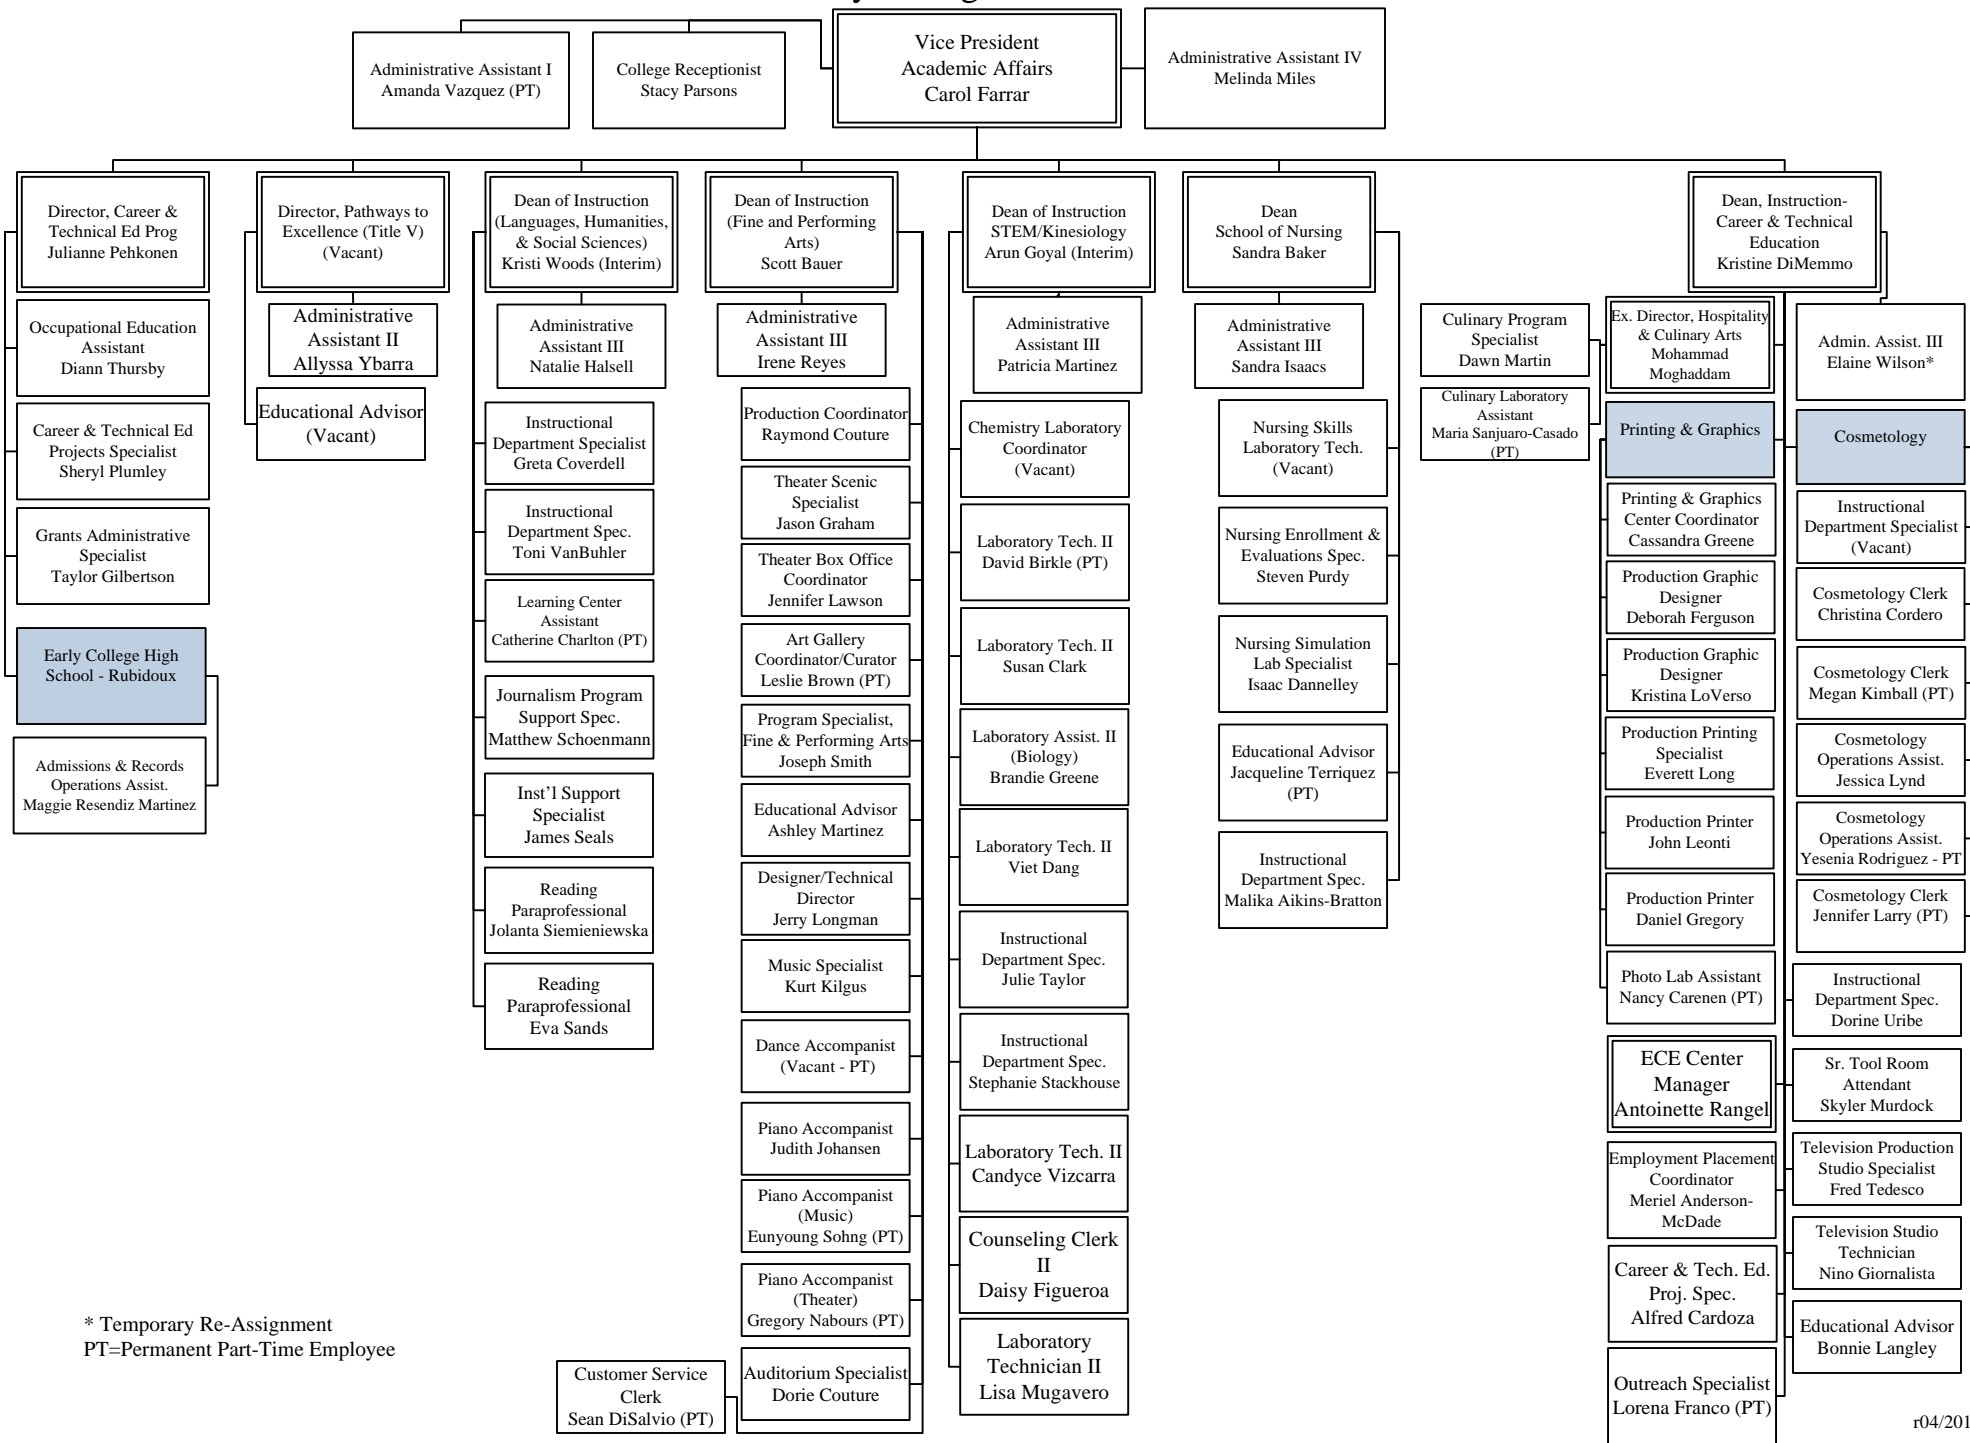 Vice President
Academic Affairs
Carol Farrar
Administrative Assistant I
Amanda Vazquez (PT)
College Receptionist
Stacy Parsons
Administrative Assistant IV
Melinda Miles
Director, Career &
Technical Ed Prog
Julianne Pehkonen
Occupational Education
Assistant
Diann Thursby
Career & Technical Ed
Projects Specialist
Sheryl Plumley
Grants Administrative
Specialist
Taylor Gilbertson
Early College High
School - Rubidoux
Admissions & Records
Operations Assist.
Maggie Resendiz Martinez
Director, Pathways to
Excellence (Title V)
(Vacant)
Administrative
Assistant II
Allyssa Ybarra
Educational Advisor
(Vacant)
Dean of Instruction
(Languages, Humanities,
& Social Sciences)
Kristi Woods (Interim)
Administrative
Assistant III
Natalie Halsell
Instructional
Department Specialist
Greta Coverdell
Instructional
Department Spec.
Toni VanBuhler
Learning Center
Assistant
Catherine Charlton (PT)
Journalism Program
Support Spec.
Matthew Schoenmann
Inst’l Support
Specialist
James Seals
Reading
Paraprofessional
Jolanta Siemieniewska
Reading
Paraprofessional
Eva Sands
Dean of Instruction
(Fine and Performing
Arts)
Scott Bauer
Administrative
Assistant III
Irene Reyes
Production Coordinator
Raymond Couture
Theater Scenic
Specialist
Jason Graham
Theater Box Office
Coordinator
Jennifer Lawson
Art Gallery
Coordinator/Curator
Leslie Brown (PT)
Program Specialist,
Fine & Performing Arts
Joseph Smith
Educational Advisor
Ashley Martinez
Designer/Technical
Director
Jerry Longman
Music Specialist
Kurt Kilgus
Dance Accompanist
(Vacant - PT)
Piano Accompanist
Judith Johansen
Piano Accompanist
(Music)
Eunyoung Sohng (PT)
Piano Accompanist
(Theater)
Gregory Nabours (PT)
Auditorium Specialist
Dorie Couture
Customer Service
Clerk
Sean DiSalvio (PT)
Dean of Instruction
STEM/Kinesiology
Arun Goyal (Interim)
Administrative
Assistant III
Patricia Martinez
Chemistry Laboratory
Coordinator
(Vacant)
Laboratory Tech. II
David Birkle (PT)
Laboratory Tech. II
Susan Clark
Laboratory Assist. II
(Biology)
Brandie Greene
Laboratory Tech. II
Viet Dang
Instructional
Department Spec.
Julie Taylor
Instructional
Department Spec.
Stephanie Stackhouse
Laboratory Tech. II
Candyce Vizcarra
Counseling Clerk
II
Daisy Figueroa
Laboratory
Technician II
Lisa Mugavero
Dean
School of Nursing
Sandra Baker
Administrative
Assistant III
Sandra Isaacs
Nursing Skills
Laboratory Tech.
(Vacant)
Nursing Enrollment &
Evaluations Spec.
Steven Purdy
Nursing Simulation
Lab Specialist
Isaac Dannelley
Educational Advisor
Jacqueline Terriquez
(PT)
Instructional
Department Spec.
Malika Aikins-Bratton
Dean, Instruction-
Career & Technical
Education
Kristine DiMemmo
Culinary Program
Specialist
Dawn Martin
Culinary Laboratory
Assistant
Maria Sanjuaro-Casado
(PT)
Ex. Director, Hospitality
& Culinary Arts
Mohammad
Moghaddam
Printing & Graphics
Printing & Graphics
Center Coordinator
Cassandra Greene
Production Graphic
Designer
Deborah Ferguson
Production Graphic
Designer
Kristina LoVerso
Production Printing
Specialist
Everett Long
Production Printer
John Leonti
Production Printer
Daniel Gregory
Photo Lab Assistant
Nancy Carenen (PT)
ECE Center
Manager
Antoinette Rangel
Employment Placement
Coordinator
Meriel Anderson-
McDade
Career & Tech. Ed.
Proj. Spec.
Alfred Cardoza
Outreach Specialist
Lorena Franco (PT)
Admin. Assist. III
Elaine Wilson*
Cosmetology
Instructional
Department Specialist
(Vacant)
Cosmetology Clerk
Christina Cordero
Cosmetology Clerk
Megan Kimball (PT)
Cosmetology
Operations Assist.
Jessica Lynd
Cosmetology
Operations Assist.
Yesenia Rodriguez - PT
Cosmetology Clerk
Jennifer Larry (PT)
Instructional
Department Spec.
Dorine Uribe
Sr. Tool Room
Attendant
Skyler Murdock
Television Production
Studio Specialist
Fred Tedesco
Television Studio
Technician
Nino Giornalista
Educational Advisor
Bonnie Langley
* Temporary Re-Assignment
PT=Permanent Part-Time Employee
r04/201